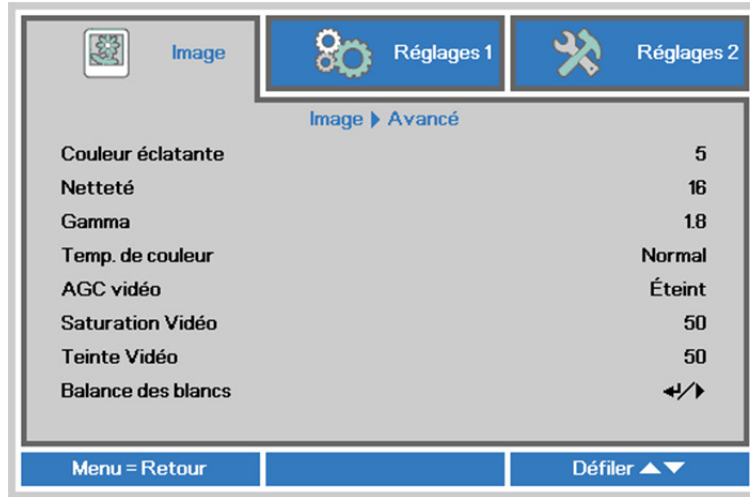 Image
Réglages 1
Réglages 2
Image ▶ Avancé
Couleur éclatante 5
Netteté 16
Gamma 1.8
Temp. de couleur Normal
AGC vidéo Éteint
Saturation Vidéo 50
Teinte Vidéo 50
Balance des blancs ↵/▶
Menu = Retour
Défiler ▲▼